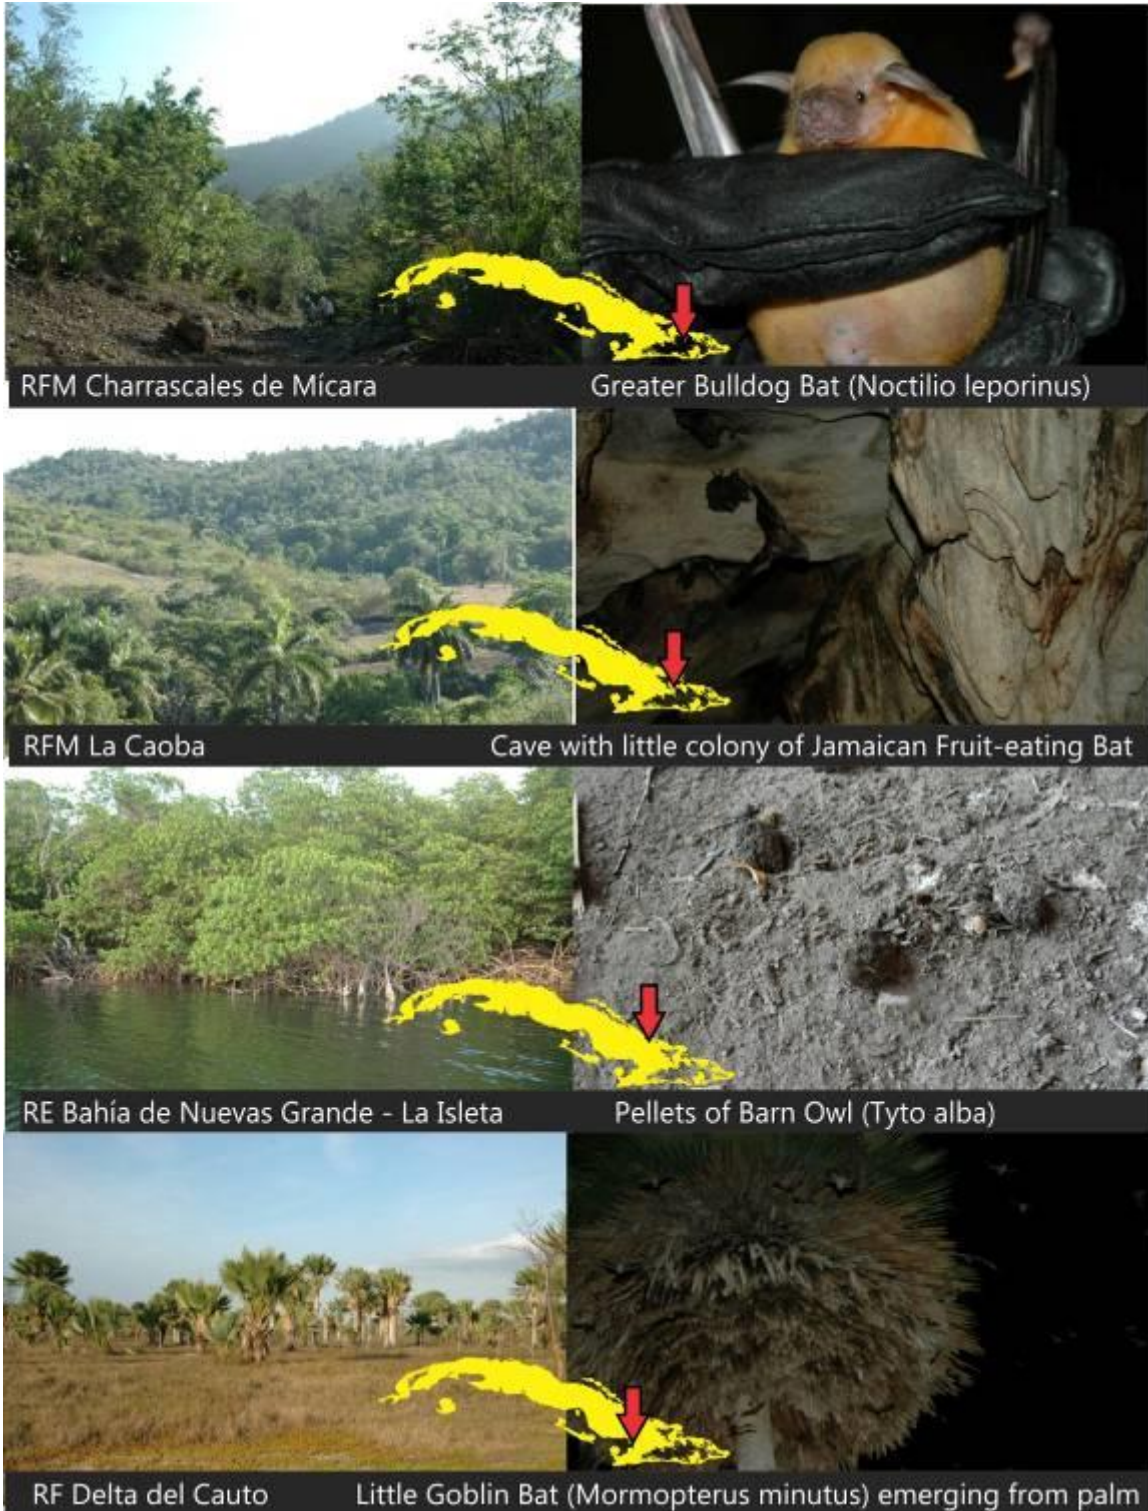 RFM Charrascales de Mícara
Greater Bulldog Bat (Noctilio leporinus)
RFM La Caoba
Cave with little colony of Jamaican Fruit-eating Bat
RE Bahía de Nuevas Grande - La Isleta
Pellets of Barn Owl (Tyto alba)
RF Delta del Cauto
Little Goblin Bat (Mormopterus minutus) emerging from palm